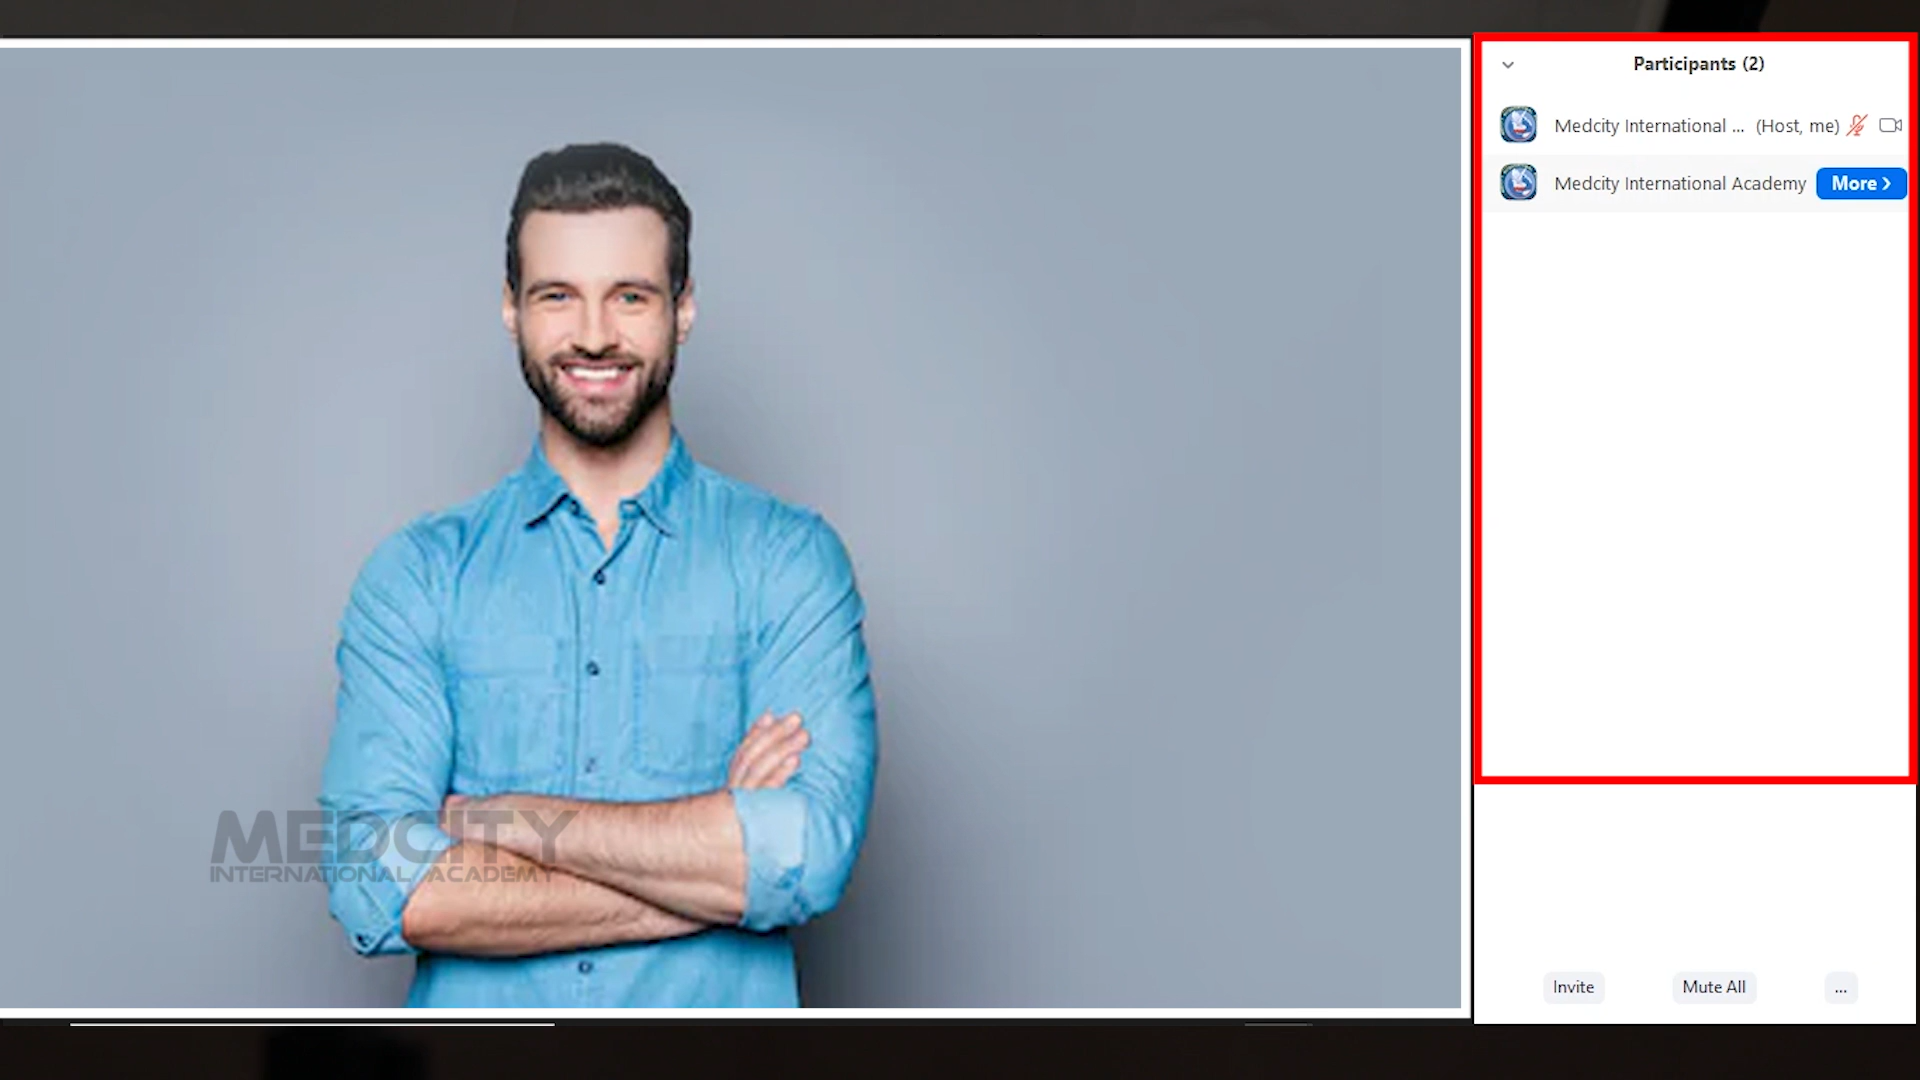 Participants (2)
Medcity International ... (Host, me)
Medcity International Academy More >
MEDCITY
INTERNATIONAL ACADEMY
Invite Mute All ...